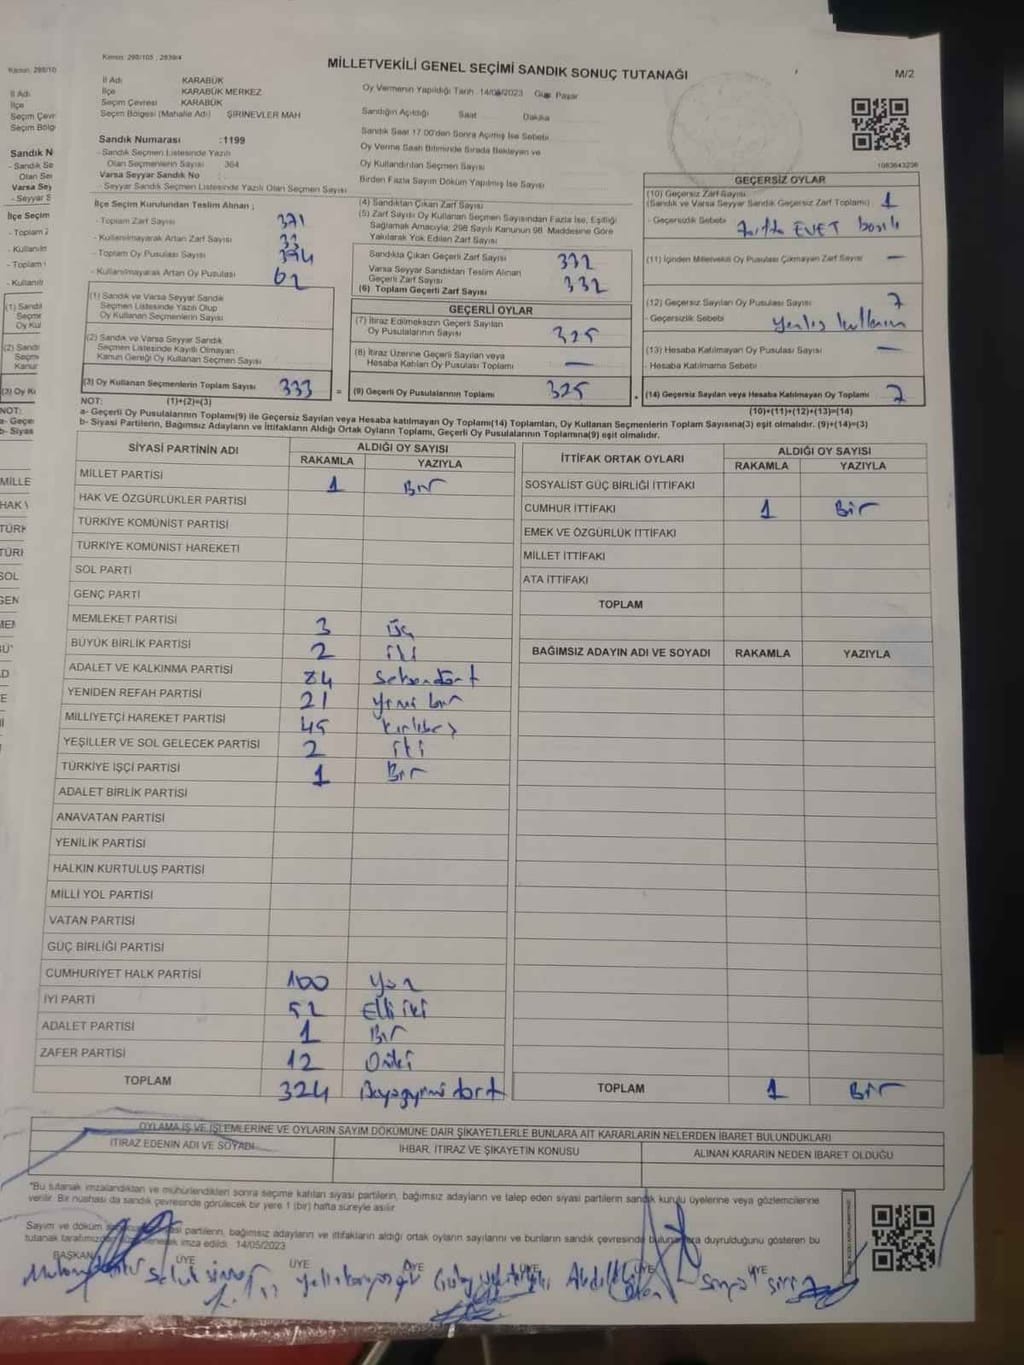 Kanun: 298/105 ; 2839/4
MİLLETVEKİLİ GENEL SEÇİMİ SANDIK SONUÇ TUTANAĞI
M/2
İl Adı KARABÜK
İlçe KARABÜK MERKEZ
Seçim Çevresi KARABÜK
Seçim Bölgesi (Mahalle Adı) ŞİRİNEVLER MAH
Oy Vermenin Yapıldığı Tarih 14/05/2023 Gün Pazar
Sandığın Açıldığı Saat Dakika
Sandık Saat 17.00'den Sonra Açılmış İse Sebebi
Oy Verme Saati Bitiminde Sırada Bekleyen ve
Oy Kullandırılan Seçmen Sayısı
Birden Fazla Sayım Döküm Yapılmış İse Sayısı
1083643236
Sandık Numarası :1199
- Sandık Seçmen Listesinde Yazılı
Olan Seçmenlerin Sayısı 364
Varsa Seyyar Sandık No
- Seyyar Sandık Seçmen Listesinde Yazılı Olan Seçmen Sayısı
İlçe Seçim Kurulundan Teslim Alınan ;
- Toplam Zarf Sayısı 371
- Kullanılmayarak Artan Zarf Sayısı
- Toplam Oy Pusulası Sayısı 394
- Kullanılmayarak Artan Oy Pusulası 62
(1) Sandık ve Varsa Seyyar Sandık
Seçmen Listesinde Yazılı Olup
Oy Kullanan Seçmenlerin Sayısı
(2) Sandık ve Varsa Seyyar Sandık
Seçmen Listesinde Kayıtlı Olmayan
Kanun Gereği Oy Kullanan Seçmen Sayısı
(3) Oy Kullanan Seçmenlerin Toplam Sayısı 333 =
(4) Sandıktan Çıkan Zarf Sayısı
(5) Zarf Sayısı Oy Kullanan Seçmen Sayısından Fazla İse, Eşitliği
Sağlamak Amacıyla; 298 Sayılı Kanunun 98. Maddesine Göre
Yakılarak Yok Edilen Zarf Sayısı
Sandıkta Çıkan Geçerli Zarf Sayısı 332
Varsa Seyyar Sandıktan Teslim Alınan
Geçerli Zarf Sayısı
(6) Toplam Geçerli Zarf Sayısı 332
GEÇERLİ OYLAR
(7) İtiraz Edilmeksizin Geçerli Sayılan
Oy Pusulalarının Sayısı 325
(8) İtiraz Üzerine Geçerli Sayılan veya
Hesaba Katılan Oy Pusulası Toplamı —
(9) Geçerli Oy Pusulalarının Toplamı 325
GEÇERSİZ OYLAR
(10) Geçersiz Zarf Sayısı
(Sandık ve Varsa Seyyar Sandık Geçersiz Zarf Toplamı) 1
- Geçersizlik Sebebi Zarfta EVET basılı
(11) İçinden Milletvekili Oy Pusulası Çıkmayan Zarf Sayısı —
(12) Geçersiz Sayılan Oy Pusulası Sayısı 7
- Geçersizlik Sebebi Yanlış kullanım
(13) Hesaba Katılmayan Oy Pusulası Sayısı —
- Hesaba Katılmama Sebebi
(14) Geçersiz Sayılan veya Hesaba Katılmayan Oy Toplamı 7
NOT: (1)+(2)=(3)
(10)+(11)+(12)+(13)=(14)
a- Geçerli Oy Pusulalarının Toplamı(9) ile Geçersiz Sayılan veya Hesaba katılmayan Oy Toplamı(14) Toplamları, Oy Kullanan Seçmenlerin Toplam Sayısına(3) eşit olmalıdır. (9)+(14)=(3)
b- Siyasi Partilerin, Bağımsız Adayların ve İttifakların Aldığı Ortak Oyların Toplamı, Geçerli Oy Pusulalarının Toplamına(9) eşit olmalıdır.
SİYASİ PARTİNİN ADI ALDIĞI OY SAYISI
RAKAMLA YAZIYLA
MİLLET PARTİSİ 1 Bir
HAK VE ÖZGÜRLÜKLER PARTİSİ
TÜRKİYE KOMÜNİST PARTİSİ
TÜRKİYE KOMÜNİST HAREKETİ
SOL PARTİ
GENÇ PARTİ
MEMLEKET PARTİSİ 3 Üç
BÜYÜK BİRLİK PARTİSİ 2 iki
ADALET VE KALKINMA PARTİSİ 84 Seksendört
YENİDEN REFAH PARTİSİ 21 yirmi bir
MİLLİYETÇİ HAREKET PARTİSİ 45 kırkbeş
YEŞİLLER VE SOL GELECEK PARTİSİ 2 iki
TÜRKİYE İŞÇİ PARTİSİ 1 Bir
ADALET BİRLİK PARTİSİ
ANAVATAN PARTİSİ
YENİLİK PARTİSİ
HALKIN KURTULUŞ PARTİSİ
MİLLİ YOL PARTİSİ
VATAN PARTİSİ
GÜÇ BİRLİĞİ PARTİSİ
CUMHURİYET HALK PARTİSİ 100 Yüz
İYİ PARTİ 52 Elli iki
ADALET PARTİSİ 1 Bir
ZAFER PARTİSİ 12 Oniki
TOPLAM 324 üçyüzyirmi dört
İTTİFAK ORTAK OYLARI ALDIĞI OY SAYISI
RAKAMLA YAZIYLA
SOSYALİST GÜÇ BİRLİĞİ İTTİFAKI
CUMHUR İTTİFAKI 1 Bir
EMEK VE ÖZGÜRLÜK İTTİFAKI
MİLLET İTTİFAKI
ATA İTTİFAKI
TOPLAM
BAĞIMSIZ ADAYIN ADI VE SOYADI RAKAMLA YAZIYLA
TOPLAM 1 Bir
OYLAMA İŞ VE İŞLEMLERİNE VE OYLARIN SAYIM DÖKÜMÜNE DAİR ŞİKAYETLERLE BUNLARA AİT KARARLARIN NELERDEN İBARET BULUNDUKLARI
İTİRAZ EDENİN ADI VE SOYADI İHBAR, İTİRAZ VE ŞİKAYETİN KONUSU ALINAN KARARIN NEDEN İBARET OLDUĞU
"Bu tutanak imzalandıktan ve mühürlendikten sonra seçime katılan siyasi partilerin, bağımsız adayların ve talep eden siyasi partilerin sandık kurulu üyelerine veya gözlemcilerine
verilir. Bir nüshası da sandık çevresinde görülecek bir yere 1 (bir) hafta süreyle asılır
Sayım ve döküm partilerin, bağımsız adayların ve ittifakların aldığı ortak oyların sayılarını ve bunların sandık çevresinde duyrulduğunu gösteren bu
tutanak tarafımızdan imza edildi. 14/05/2023
BAŞKAN ÜYE ÜYE ÜYE ÜYE ÜYE ÜYE